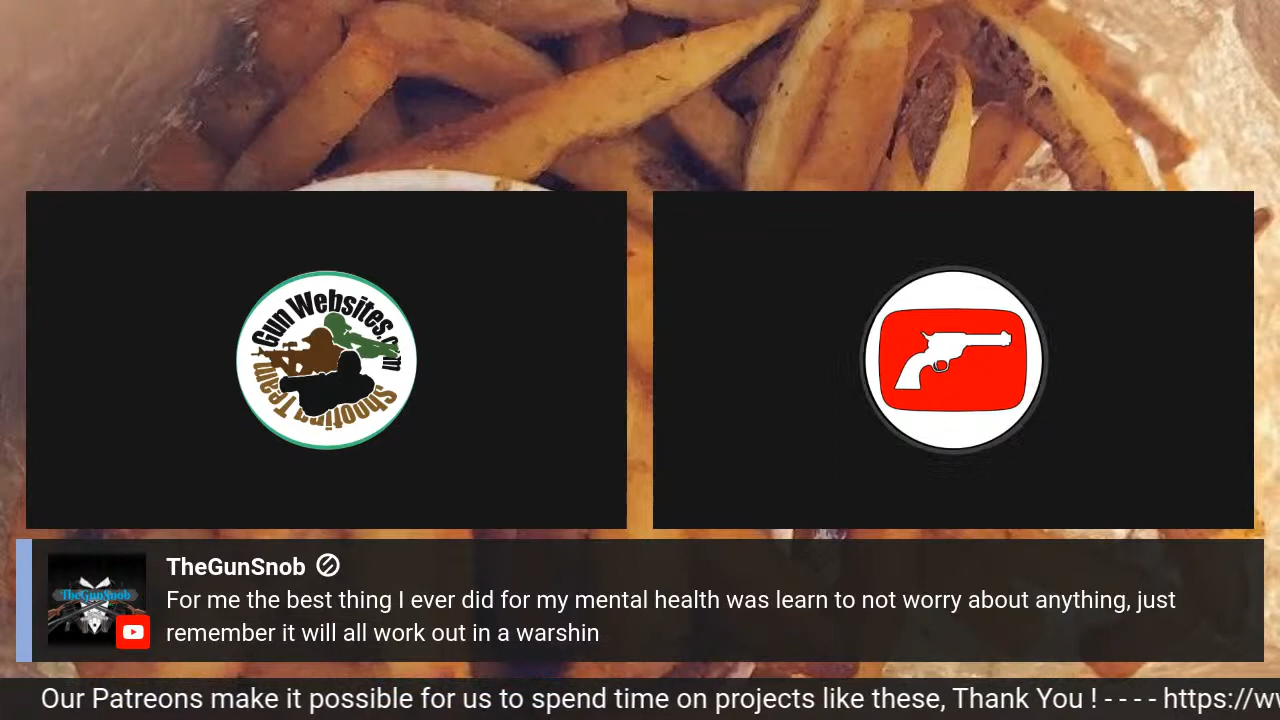 Gun Websites.com
Shooting Team
TheGunSnob
TheGunSnob
For me the best thing I ever did for my mental health was learn to not worry about anything, just
remember it will all work out in a warshin
Our Patreons make it possible for us to spend time on projects like these, Thank You ! - - - - https://w